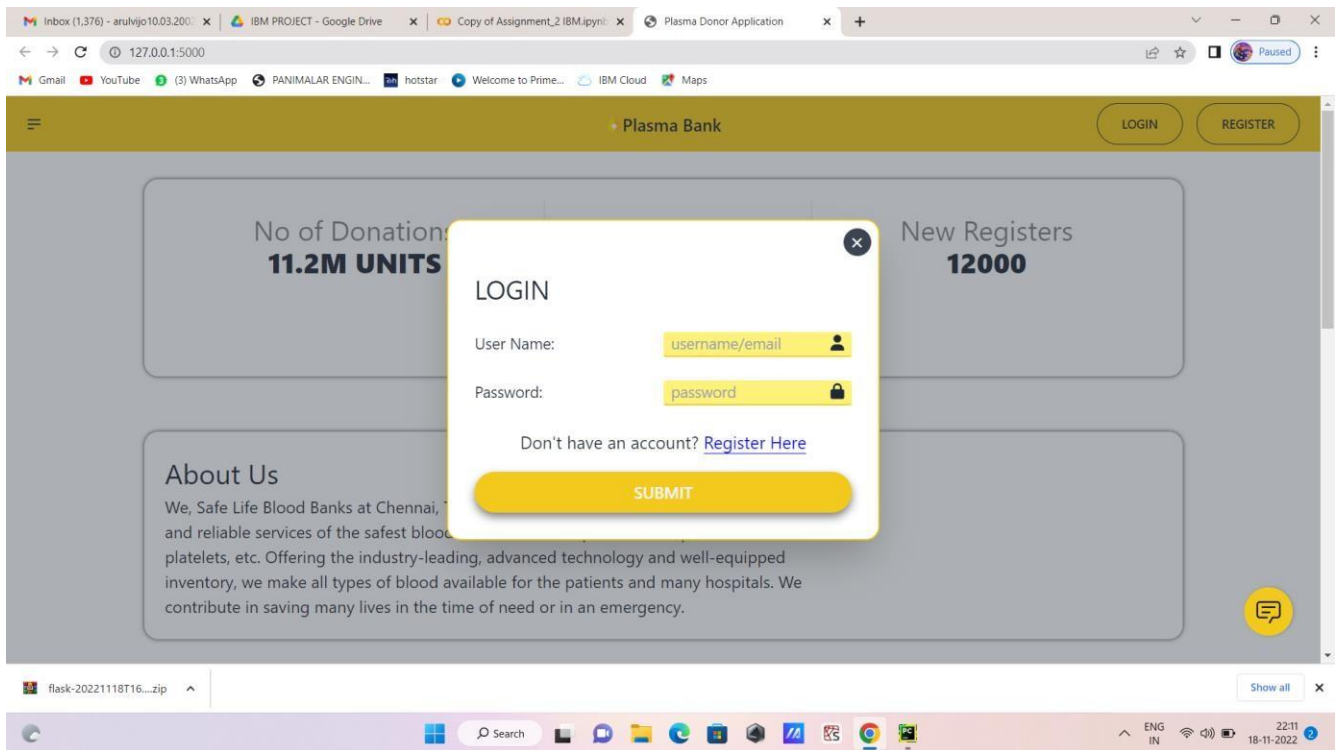 Inbox (1,376) - arulvijo10.03.200
IBM PROJECT - Google Drive
Copy of Assignment_2 IBM.ipynb
Plasma Donor Application
127.0.0.1:5000
Paused
Gmail
YouTube
(3) WhatsApp
PANIMALAR ENGIN...
hotstar
Welcome to Prime...
IBM Cloud
Maps
Plasma Bank
LOGIN
REGISTER
No of Donations
11.2M UNITS
New Registers
12000
LOGIN
User Name:
username/email
Password:
password
Don't have an account? Register Here
SUBMIT
About Us
We, Safe Life Blood Banks at Chennai,
and reliable services of the safest blood
platelets, etc. Offering the industry-leading, advanced technology and well-equipped
inventory, we make all types of blood available for the patients and many hospitals. We
contribute in saving many lives in the time of need or in an emergency.
flask-20221118T16....zip
Show all
Search
ENG
IN
22:11
18-11-2022
2